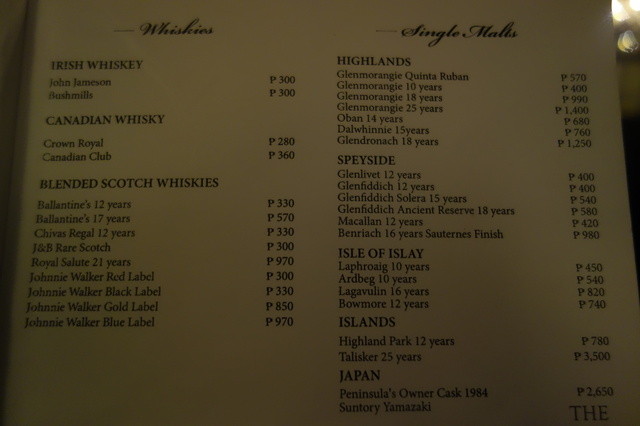 Whiskies
IRISH WHISKEY
John Jameson ₱ 300
Bushmills ₱ 300
CANADIAN WHISKY
Crown Royal ₱ 280
Canadian Club ₱ 360
BLENDED SCOTCH WHISKIES
Ballantine's 12 years ₱ 330
Ballantine's 17 years ₱ 570
Chivas Regal 12 years ₱ 330
J&B Rare Scotch ₱ 300
Royal Salute 21 years ₱ 970
Johnnie Walker Red Label ₱ 300
Johnnie Walker Black Label ₱ 330
Johnnie Walker Gold Label ₱ 850
Johnnie Walker Blue Label ₱ 970
Single Malts
HIGHLANDS
Glenmorangie Quinta Ruban ₱ 570
Glenmorangie 10 years ₱ 400
Glenmorangie 18 years ₱ 990
Glenmorangie 25 years ₱ 1,400
Oban 14 years ₱ 680
Dalwhinnie 15years ₱ 760
Glendronach 18 years ₱ 1,250
SPEYSIDE
Glenlivet 12 years ₱ 400
Glenfiddich 12 years ₱ 400
Glenfiddich Solera 15 years ₱ 540
Glenfiddich Ancient Reserve 18 years ₱ 580
Macallan 12 years ₱ 420
Benriach 16 years Sauternes Finish ₱ 980
ISLE OF ISLAY
Laphroaig 10 years ₱ 450
Ardbeg 10 years ₱ 540
Lagavulin 16 years ₱ 820
Bowmore 12 years ₱ 740
ISLANDS
Highland Park 12 years ₱ 780
Talisker 25 years ₱ 3,500
JAPAN
Peninsula's Owner Cask 1984 ₱ 2,650
Suntory Yamazaki
THE